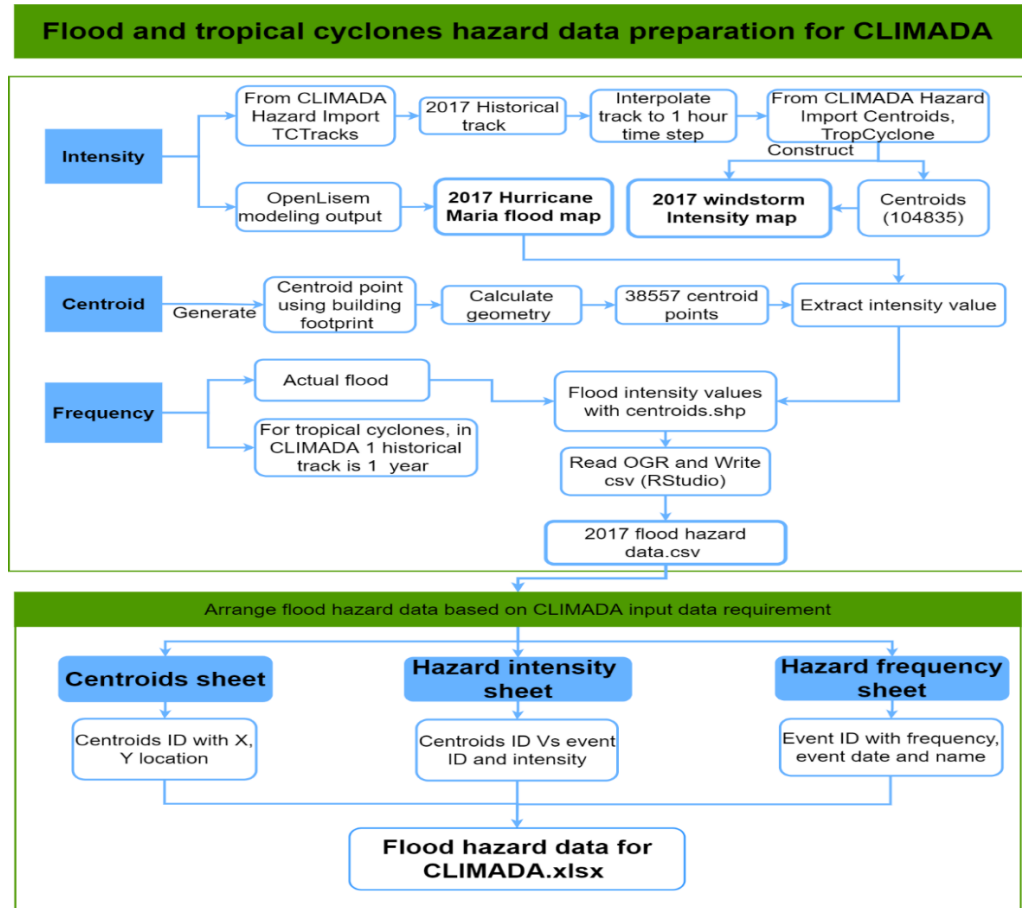 Flood and tropical cyclones hazard data preparation for CLIMADA
Intensity
From CLIMADA
Hazard Import
TCTracks
2017 Historical
track
Interpolate
track to 1 hour
time step
From CLIMADA Hazard
Import Centroids,
TropCyclone
Construct
OpenLisem
modeling output
2017 Hurricane
Maria flood map
2017 windstorm
Intensity map
Centroids
(104835)
Centroid
Generate
Centroid point
using building
footprint
Calculate
geometry
38557 centroid
points
Extract intensity value
Frequency
Actual flood
For tropical cyclones, in
CLIMADA 1 historical
track is 1 year
Flood intensity values
with centroids.shp
Read OGR and Write
csv (RStudio)
2017 flood hazard
data.csv
Arrange flood hazard data based on CLIMADA input data requirement
Centroids sheet
Hazard intensity
sheet
Hazard frequency
sheet
Centroids ID with X,
Y location
Centroids ID Vs event
ID and intensity
Event ID with frequency,
event date and name
Flood hazard data for
CLIMADA.xlsx